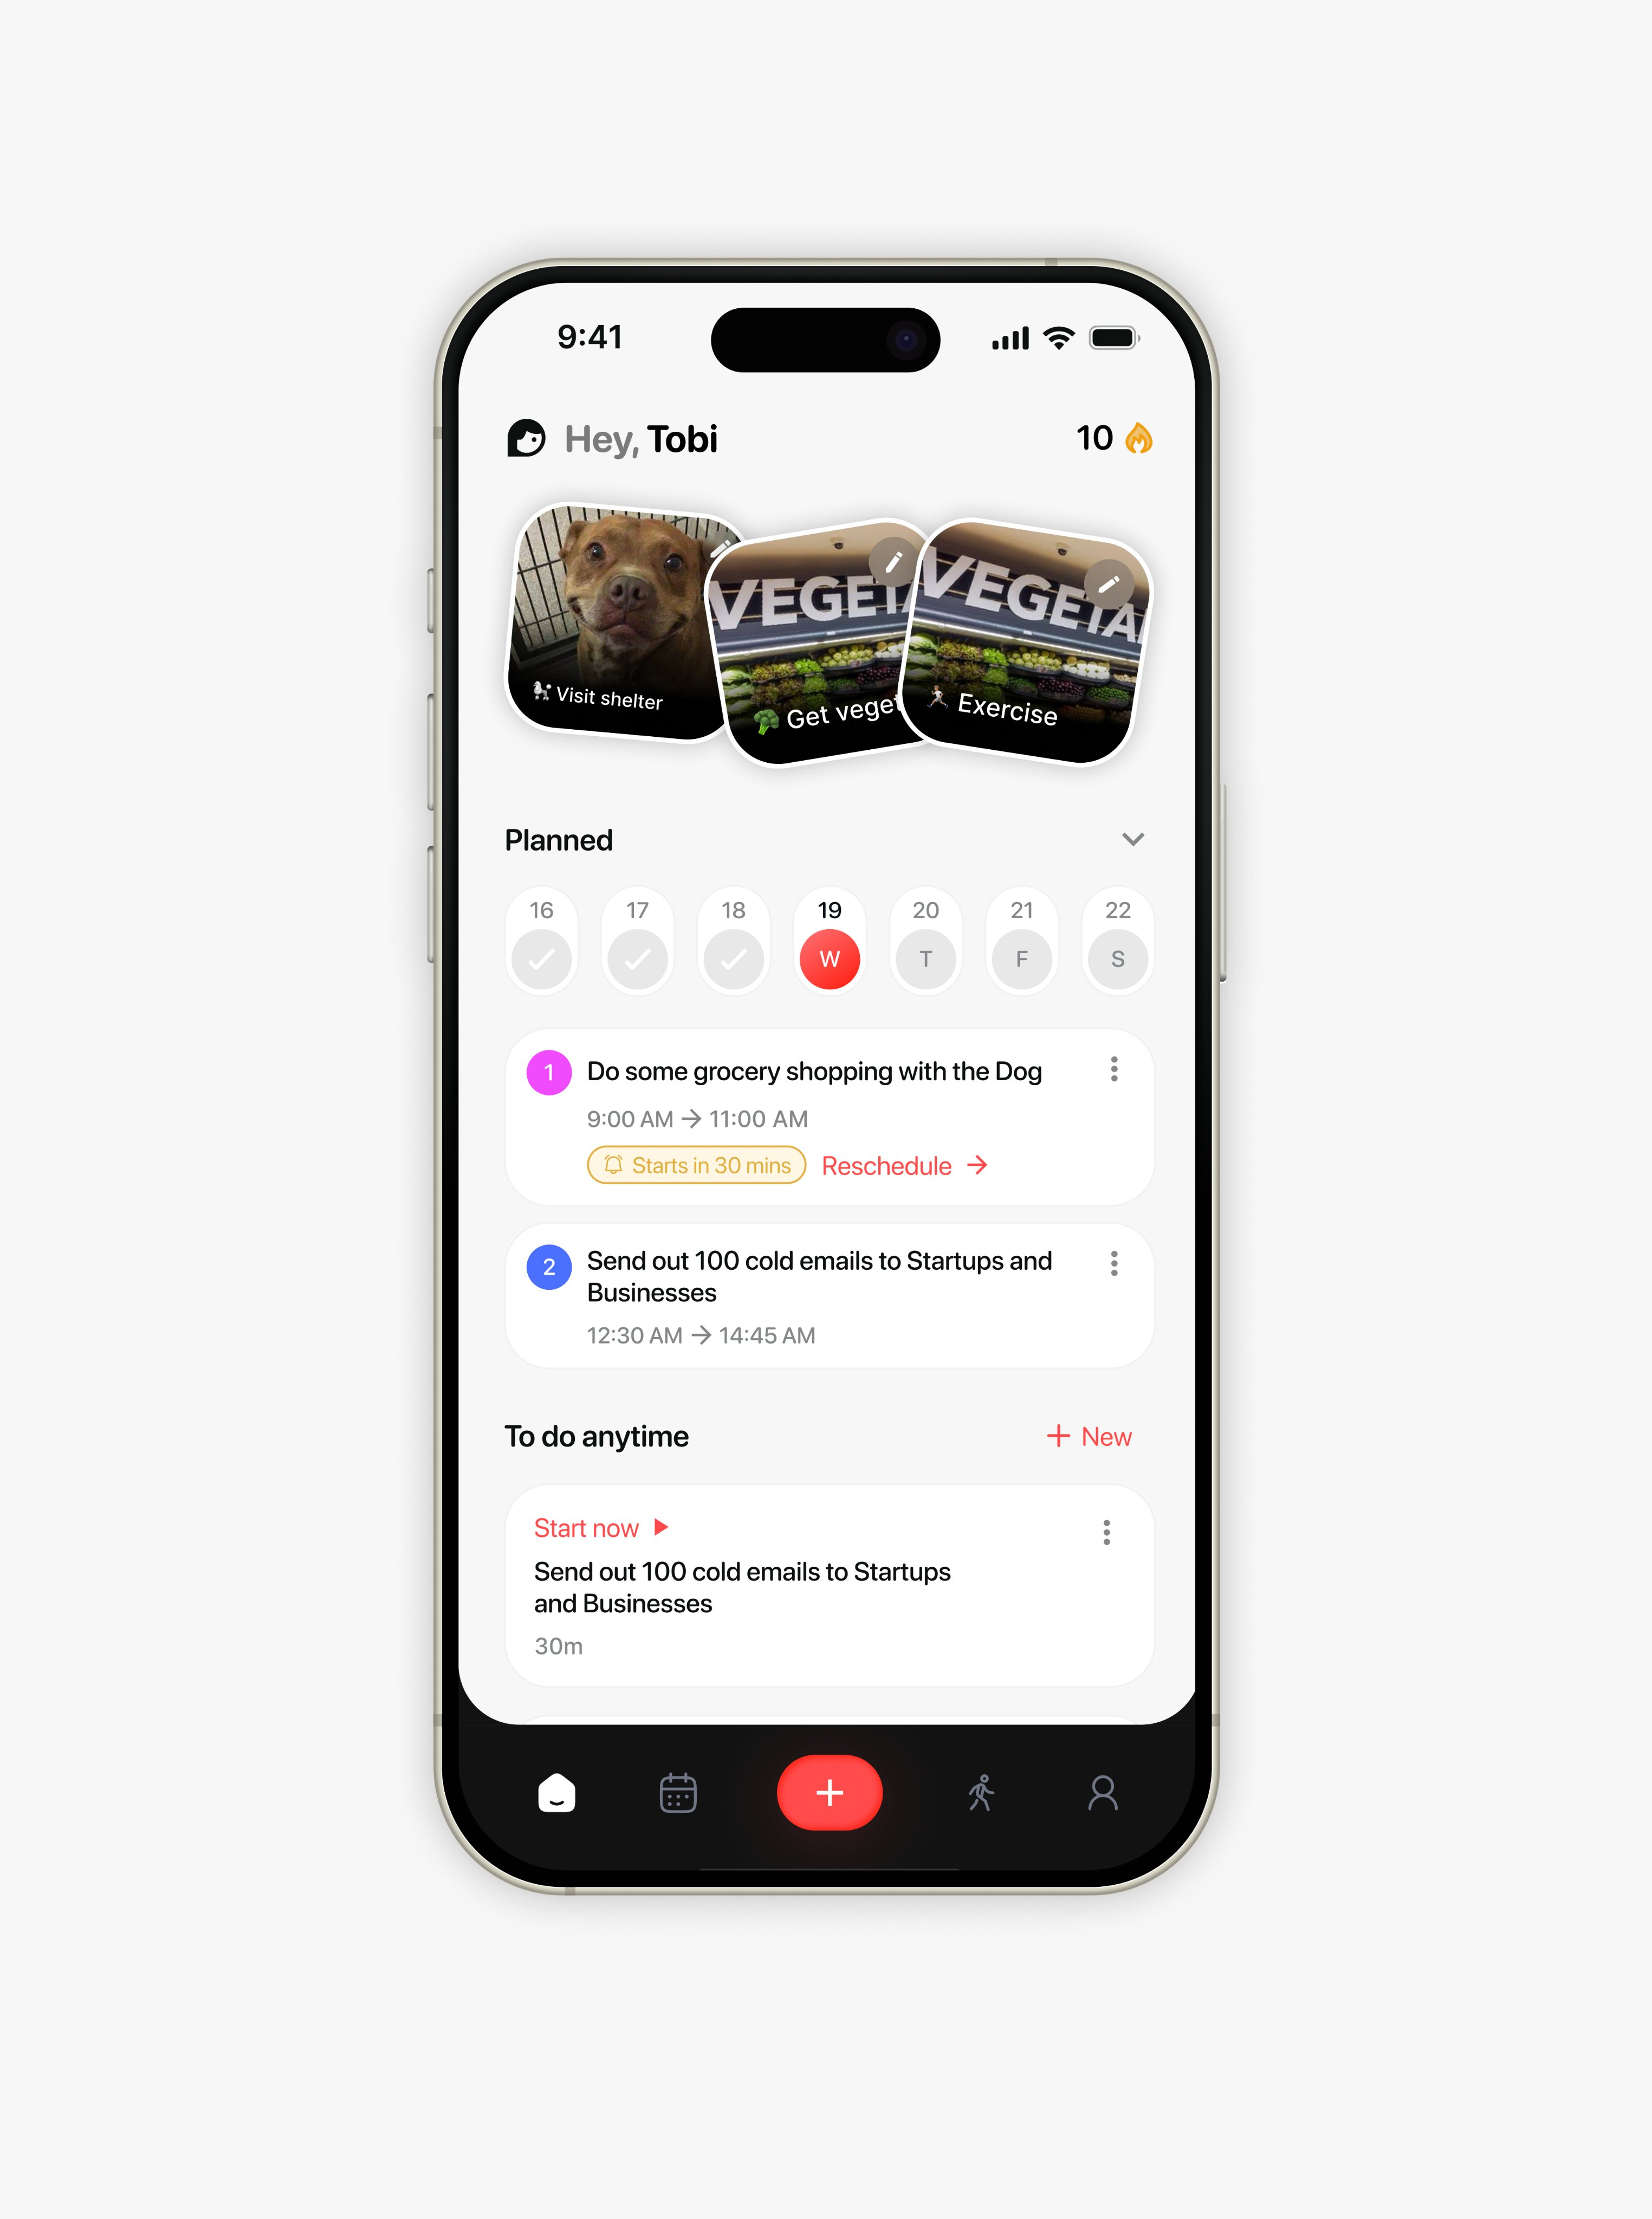 9:41
Hey, Tobi
10
VEGETA
VEGETA
Visit shelter
Get veget
Exercise
Planned
16 17 18 19 20 21 22
W T F S
1 Do some grocery shopping with the Dog
9:00 AM → 11:00 AM
Starts in 30 mins Reschedule →
2 Send out 100 cold emails to Startups and
Businesses
12:30 AM → 14:45 AM
To do anytime
+ New
Start now
Send out 100 cold emails to Startups
and Businesses
30m